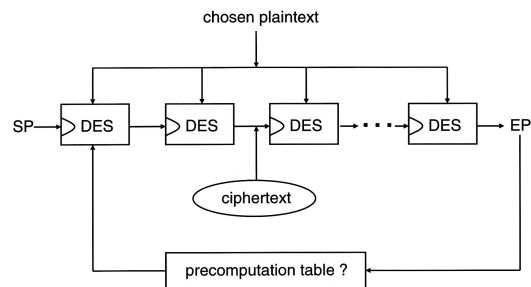 chosen plaintext
SP DES DES DES DES EP
ciphertext
precomputation table ?